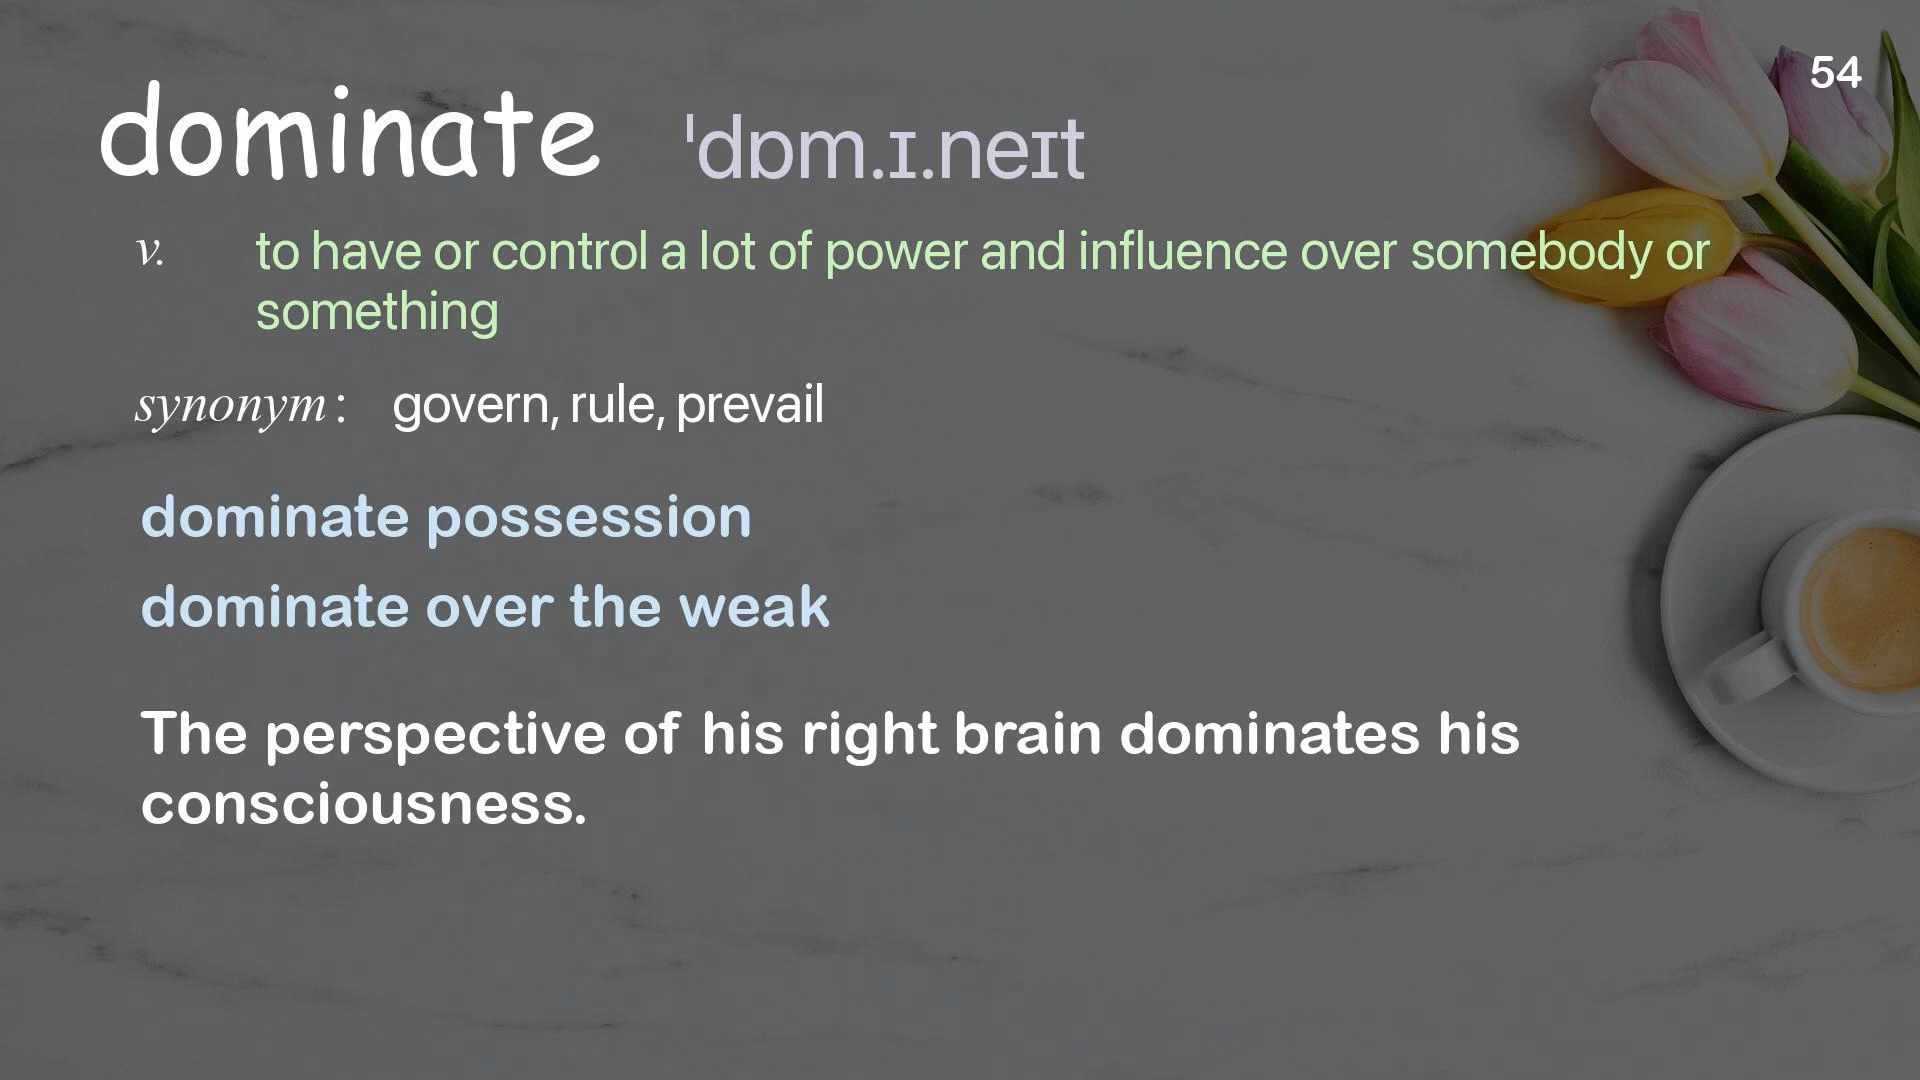 54
dominate ˈdɒm.ɪ.neɪt
v. to have or control a lot of power and influence over somebody or
something
synonym: govern, rule, prevail
dominate possession
dominate over the weak
The perspective of his right brain dominates his
consciousness.